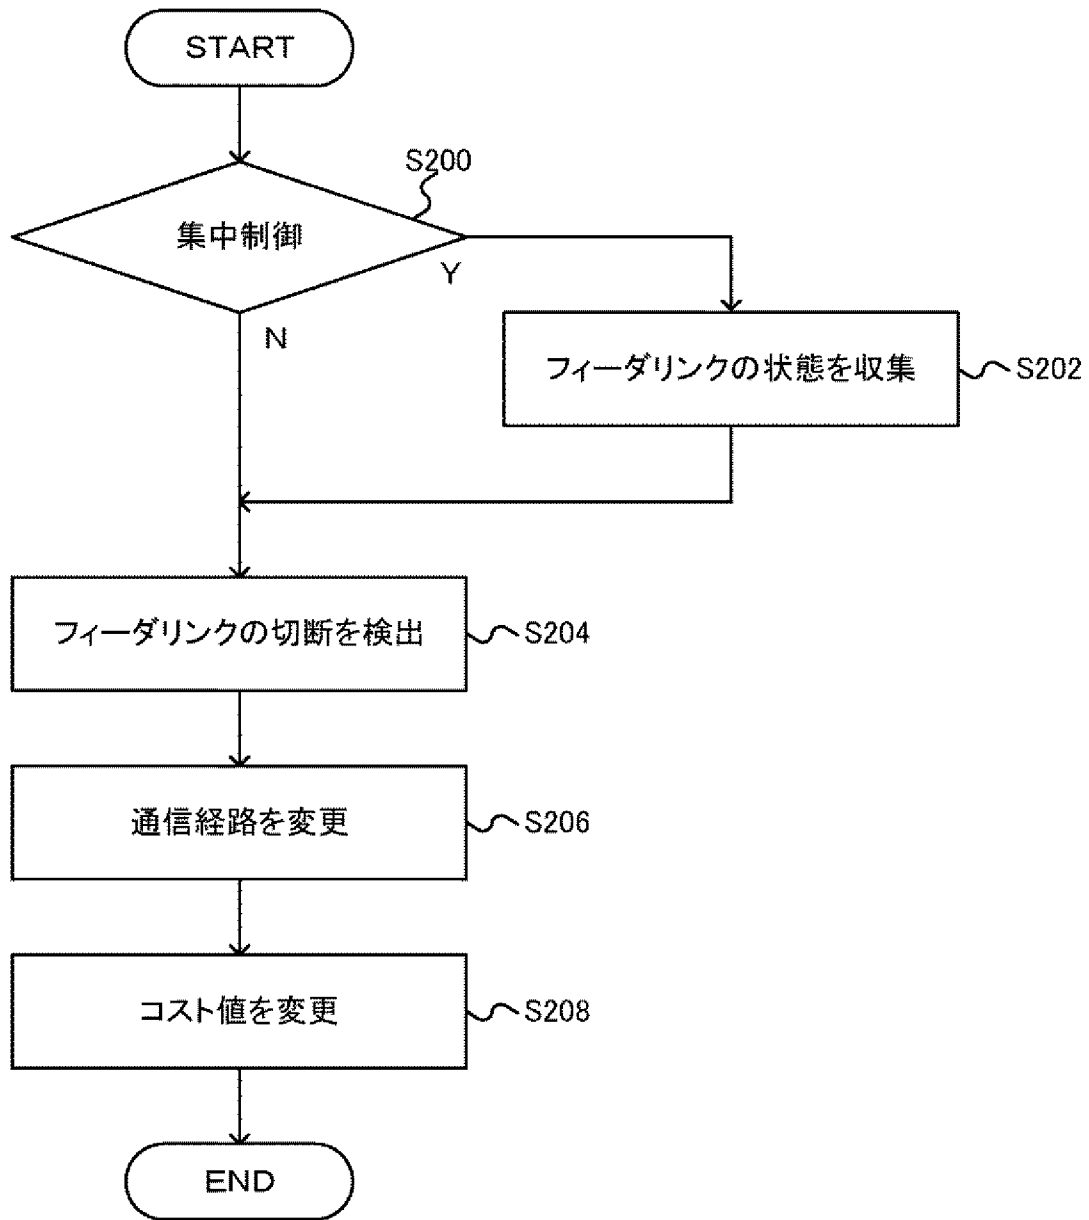 START
S200
集中制御
Y
N
フィーダリンクの状態を収集
S202
フィーダリンクの切断を検出
S204
通信経路を変更
S206
コスト値を変更
S208
END